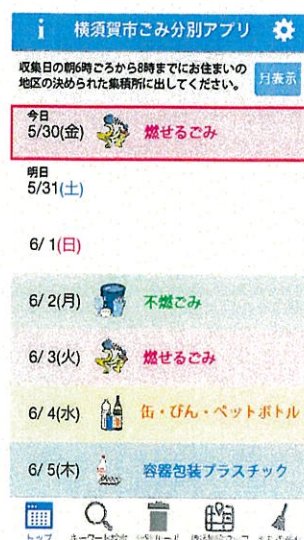 i 横須賀市ごみ分別アプリ
収集日の朝6時ごろから8時までにお住まいの
地区の決められた集積所に出してください。
月表示
今日
5/30(金) 燃せるごみ
明日
5/31(土)
6/ 1(日)
6/ 2(月) 不燃ごみ
6/ 3(火) 燃せるごみ
6/ 4(水) 缶・びん・ペットボトル
6/ 5(木) 容器包装プラスチック
トップ